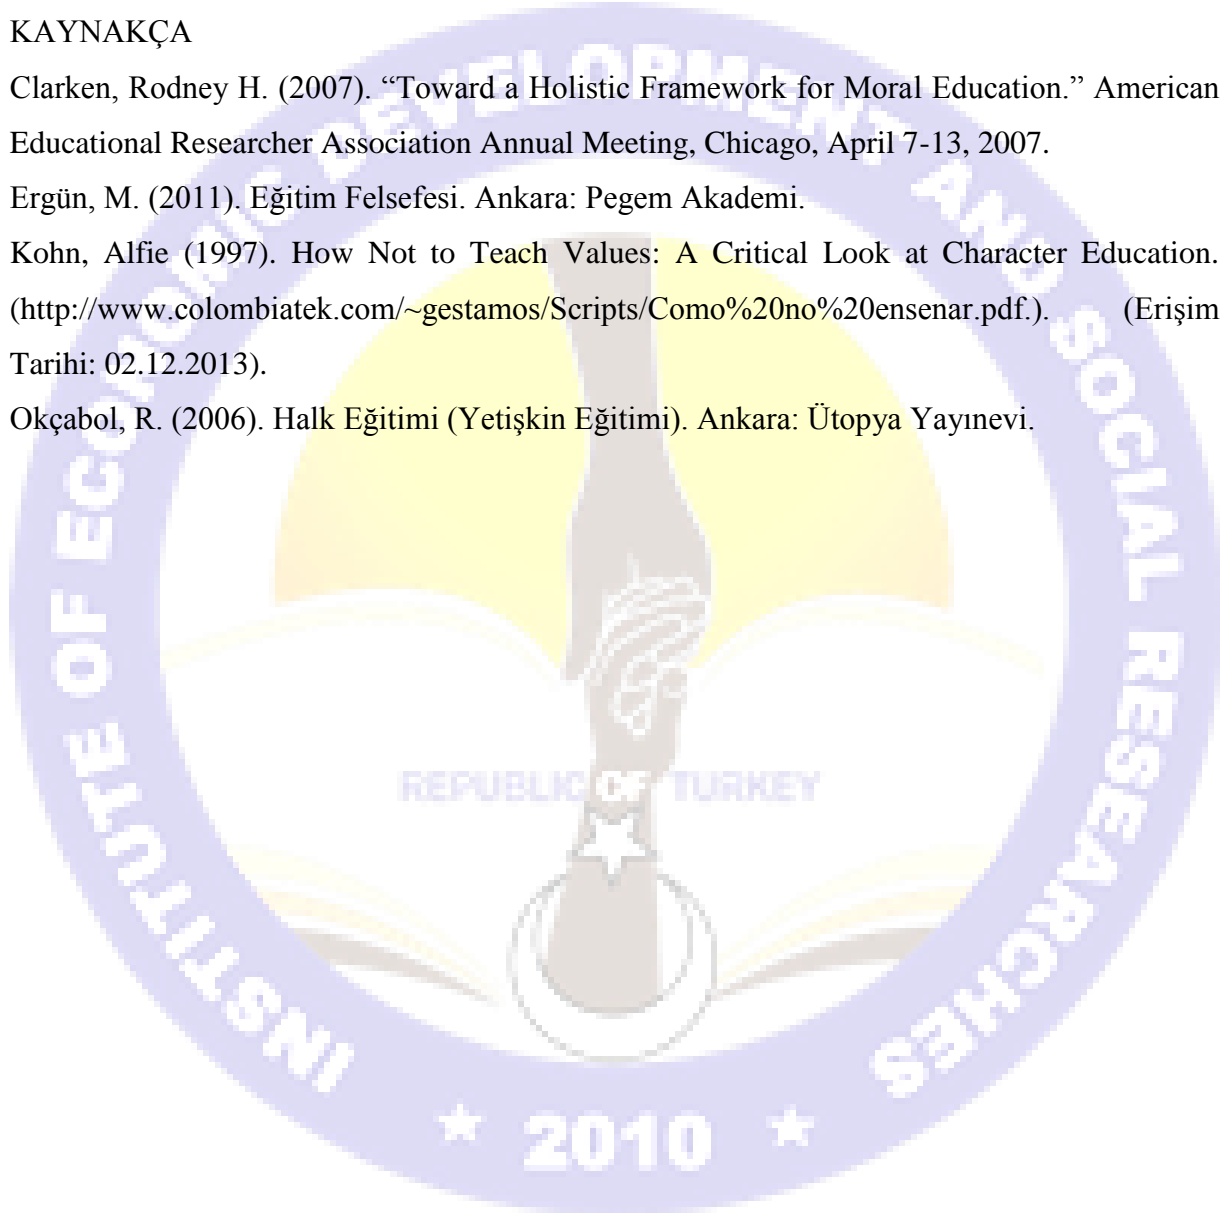 KAYNAKÇA
Clarken, Rodney H. (2007). “Toward a Holistic Framework for Moral Education.” American
Educational Researcher Association Annual Meeting, Chicago, April 7-13, 2007.
Ergün, M. (2011). Eğitim Felsefesi. Ankara: Pegem Akademi.
Kohn, Alfie (1997). How Not to Teach Values: A Critical Look at Character Education.
(http://www.colombiatek.com/~gestamos/Scripts/Como%20no%20ensenar.pdf.). (Erişim
Tarihi: 02.12.2013).
Okçabol, R. (2006). Halk Eğitimi (Yetişkin Eğitimi). Ankara: Ütopya Yayınevi.
INSTITUTE OF ECONOMIC DEVELOPMENT AND SOCIAL RESEARCHES
REPUBLIC OF TURKEY
2010